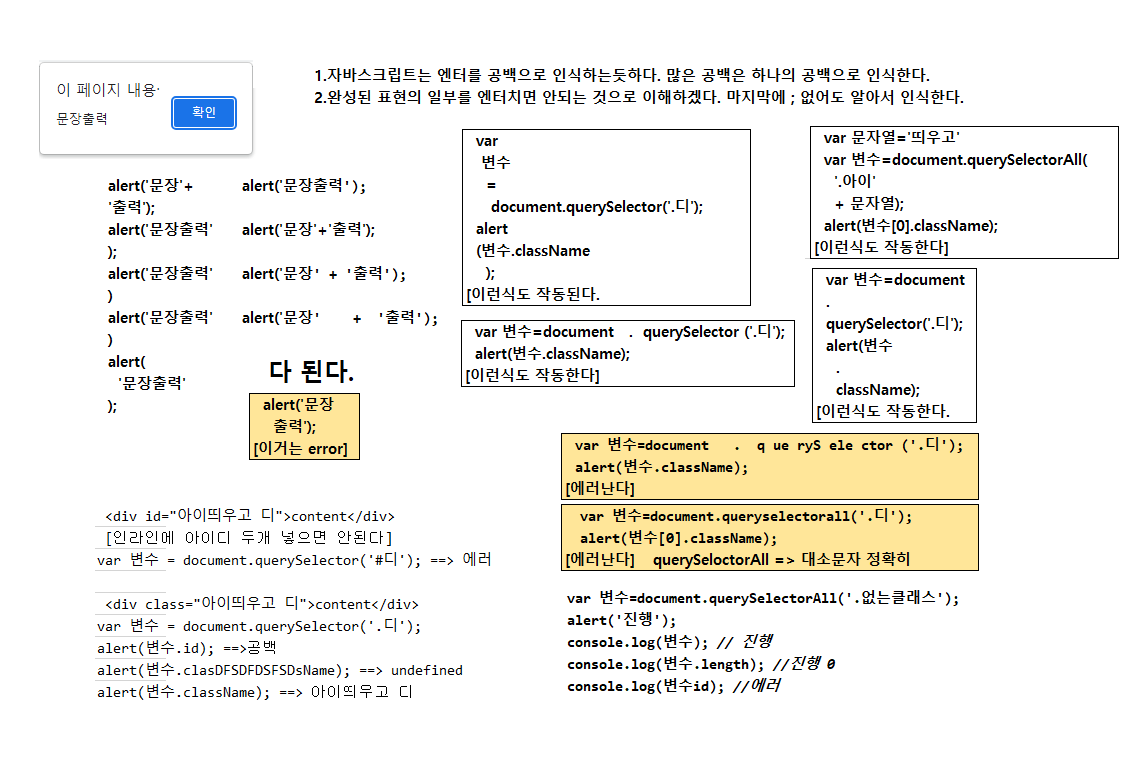 이 페이지 내용:
문장출력
확인
1.자바스크립트는 엔터를 공백으로 인식하는듯하다. 많은 공백은 하나의 공백으로 인식한다.
2.완성된 표현의 일부를 엔터치면 안되는 것으로 이해하겠다. 마지막에 ; 없어도 알아서 인식한다.
alert('문장'+
'출력');
alert('문장출력'
);
alert('문장출력'
)
alert('문장출력'
)
alert(
'문장출력'
);
alert('문장출력');
alert('문장'+'출력');
alert('문장' + '출력');
alert('문장' + '출력');
다 된다.
alert('문장
출력');
[이거는 error]
var
변수
=
document.querySelector('.디');
alert
(변수.className
);
[이런식도 작동된다.
var 변수=document . querySelector ('.디');
alert(변수.className);
[이런식도 작동한다]
var 문자열='띄우고'
var 변수=document.querySelectorAll(
'.아이'
+ 문자열);
alert(변수[0].className);
[이런식도 작동한다]
var 변수=document
.
querySelector('.디');
alert(변수
.
className);
[이런식도 작동한다.
var 변수=document . q ue ryS ele ctor ('.디');
alert(변수.className);
[에러난다]
var 변수=document.queryselectorall('.디');
alert(변수[0].className);
[에러난다] querySeloctorAll => 대소문자 정확히
<div id="아이띄우고 디">content</div>
[인라인에 아이디 두개 넣으면 안된다]
var 변수 = document.querySelector('#디'); ==> 에러
<div class="아이띄우고 디">content</div>
var 변수 = document.querySelector('.디');
alert(변수.id); ==>공백
alert(변수.clasDFSDFDSFSDsName); ==> undefined
alert(변수.className); ==> 아이띄우고 디
var 변수=document.querySelectorAll('.없는클래스');
alert('진행');
console.log(변수); // 진행
console.log(변수.length); //진행 0
console.log(변수id); //에러